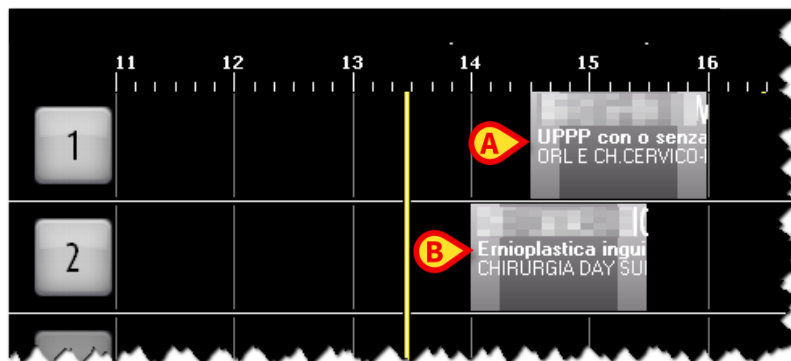 11 12 13 14 15 16
1
A
UPPP con o senza
ORL E CH.CERVICO-
2
B
Ernioplastica ingui
CHIRURGIA DAY SU